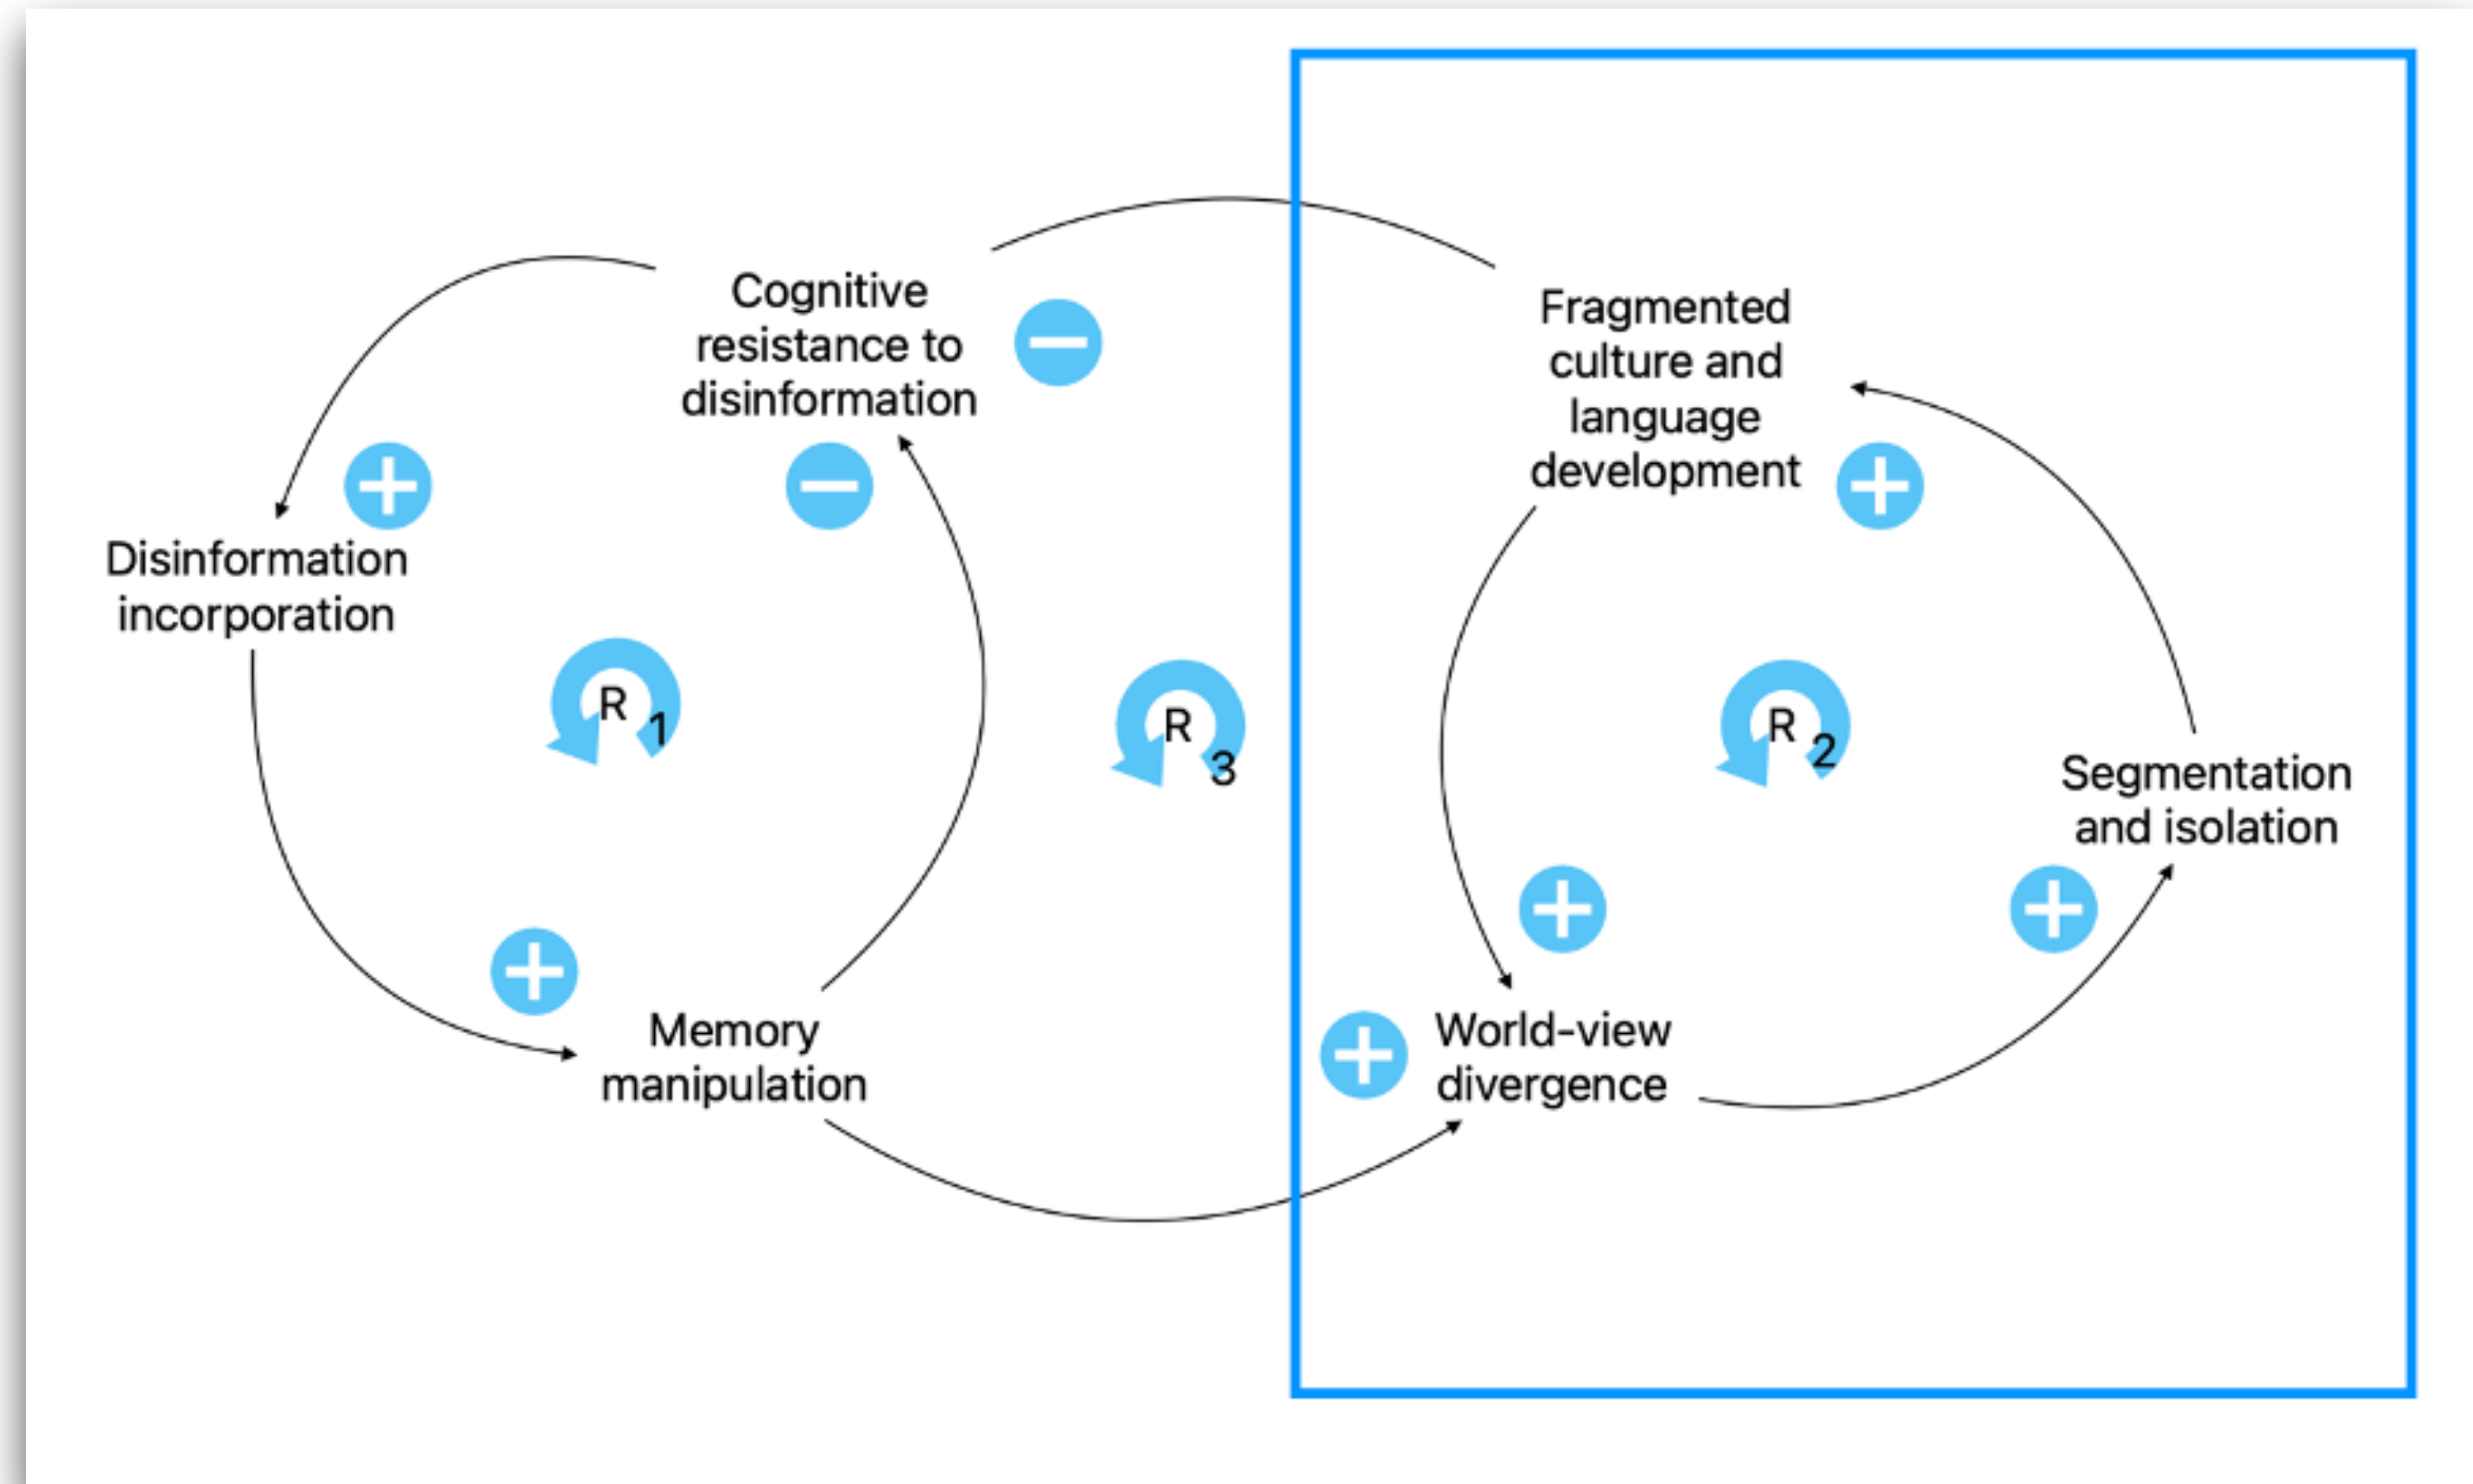 Cognitive
resistance to
disinformation
Disinformation
incorporation
R 1
Memory
manipulation
R 3
Fragmented
culture and
language
development
R 2
Segmentation
and isolation
World-view
divergence